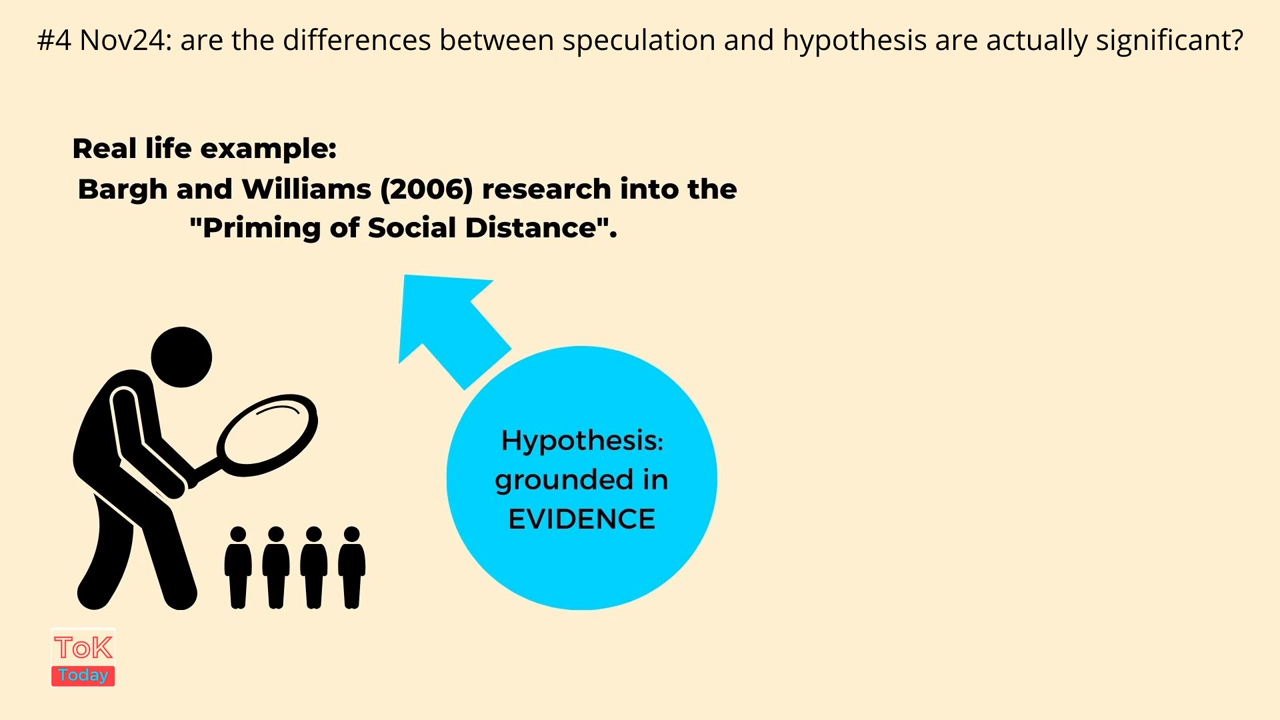 #4 Nov24: are the differences between speculation and hypothesis are actually significant?
Real life example:
Bargh and Williams (2006) research into the
"Priming of Social Distance".
Hypothesis:
grounded in
EVIDENCE
ToK
Today